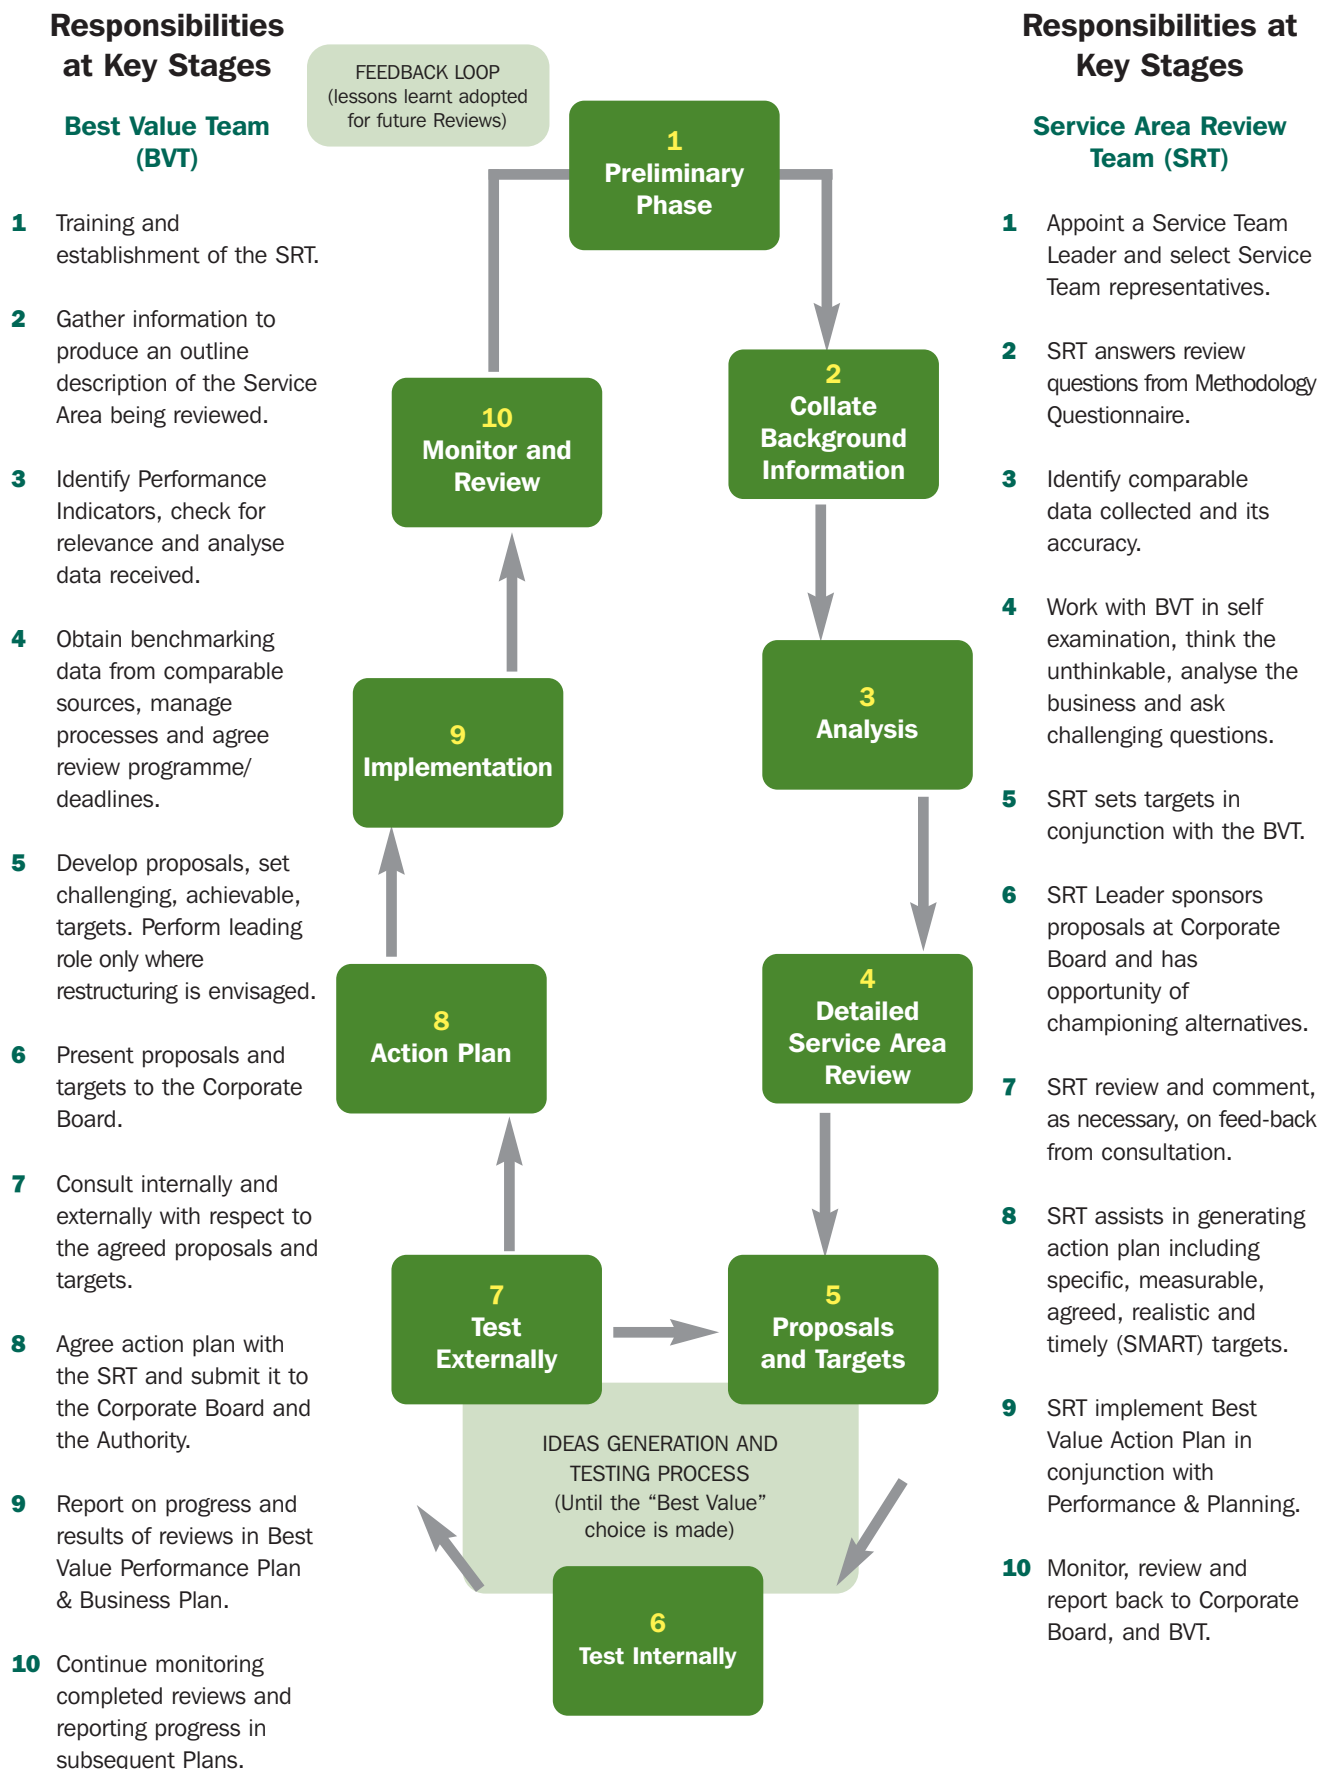 Responsibilities
at Key Stages
Best Value Team
(BVT)
1 Training and
establishment of the SRT.
2 Gather information to
produce an outline
description of the Service
Area being reviewed.
3 Identify Performance
Indicators, check for
relevance and analyse
data received.
4 Obtain benchmarking
data from comparable
sources, manage
processes and agree
review programme/
deadlines.
5 Develop proposals, set
challenging, achievable,
targets. Perform leading
role only where
restructuring is envisaged.
6 Present proposals and
targets to the Corporate
Board.
7 Consult internally and
externally with respect to
the agreed proposals and
targets.
8 Agree action plan with
the SRT and submit it to
the Corporate Board and
the Authority.
9 Report on progress and
results of reviews in Best
Value Performance Plan
& Business Plan.
10 Continue monitoring
completed reviews and
reporting progress in
subsequent Plans.
FEEDBACK LOOP
(lessons learnt adopted
for future Reviews)
1
Preliminary
Phase
2
Collate
Background
Information
3
Analysis
4
Detailed
Service Area
Review
5
Proposals
and Targets
IDEAS GENERATION AND
TESTING PROCESS
(Until the “Best Value”
choice is made)
6
Test Internally
7
Test
Externally
8
Action Plan
9
Implementation
10
Monitor and
Review
Responsibilities at
Key Stages
Service Area Review
Team (SRT)
1 Appoint a Service Team
Leader and select Service
Team representatives.
2 SRT answers review
questions from Methodology
Questionnaire.
3 Identify comparable
data collected and its
accuracy.
4 Work with BVT in self
examination, think the
unthinkable, analyse the
business and ask
challenging questions.
5 SRT sets targets in
conjunction with the BVT.
6 SRT Leader sponsors
proposals at Corporate
Board and has
opportunity of
championing alternatives.
7 SRT review and comment,
as necessary, on feed-back
from consultation.
8 SRT assists in generating
action plan including
specific, measurable,
agreed, realistic and
timely (SMART) targets.
9 SRT implement Best
Value Action Plan in
conjunction with
Performance & Planning.
10 Monitor, review and
report back to Corporate
Board, and BVT.